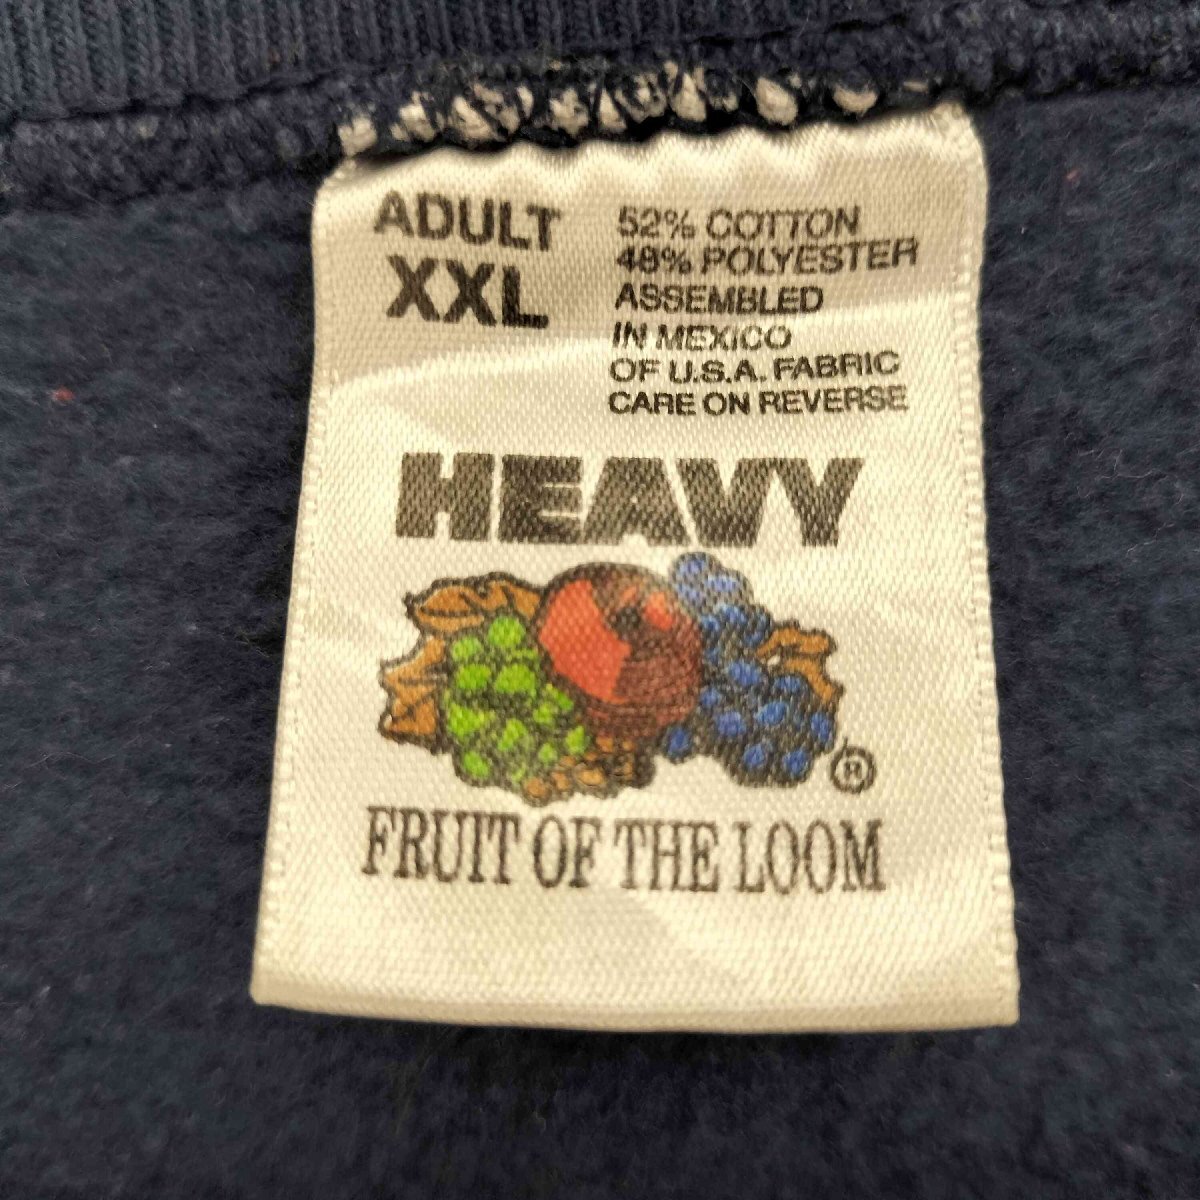 ADULT
XXL
52% COTTON
48% POLYESTER
ASSEMBLED
IN MEXICO
OF U.S.A. FABRIC
CARE ON REVERSE
HEAVY
®
FRUIT OF THE LOOM